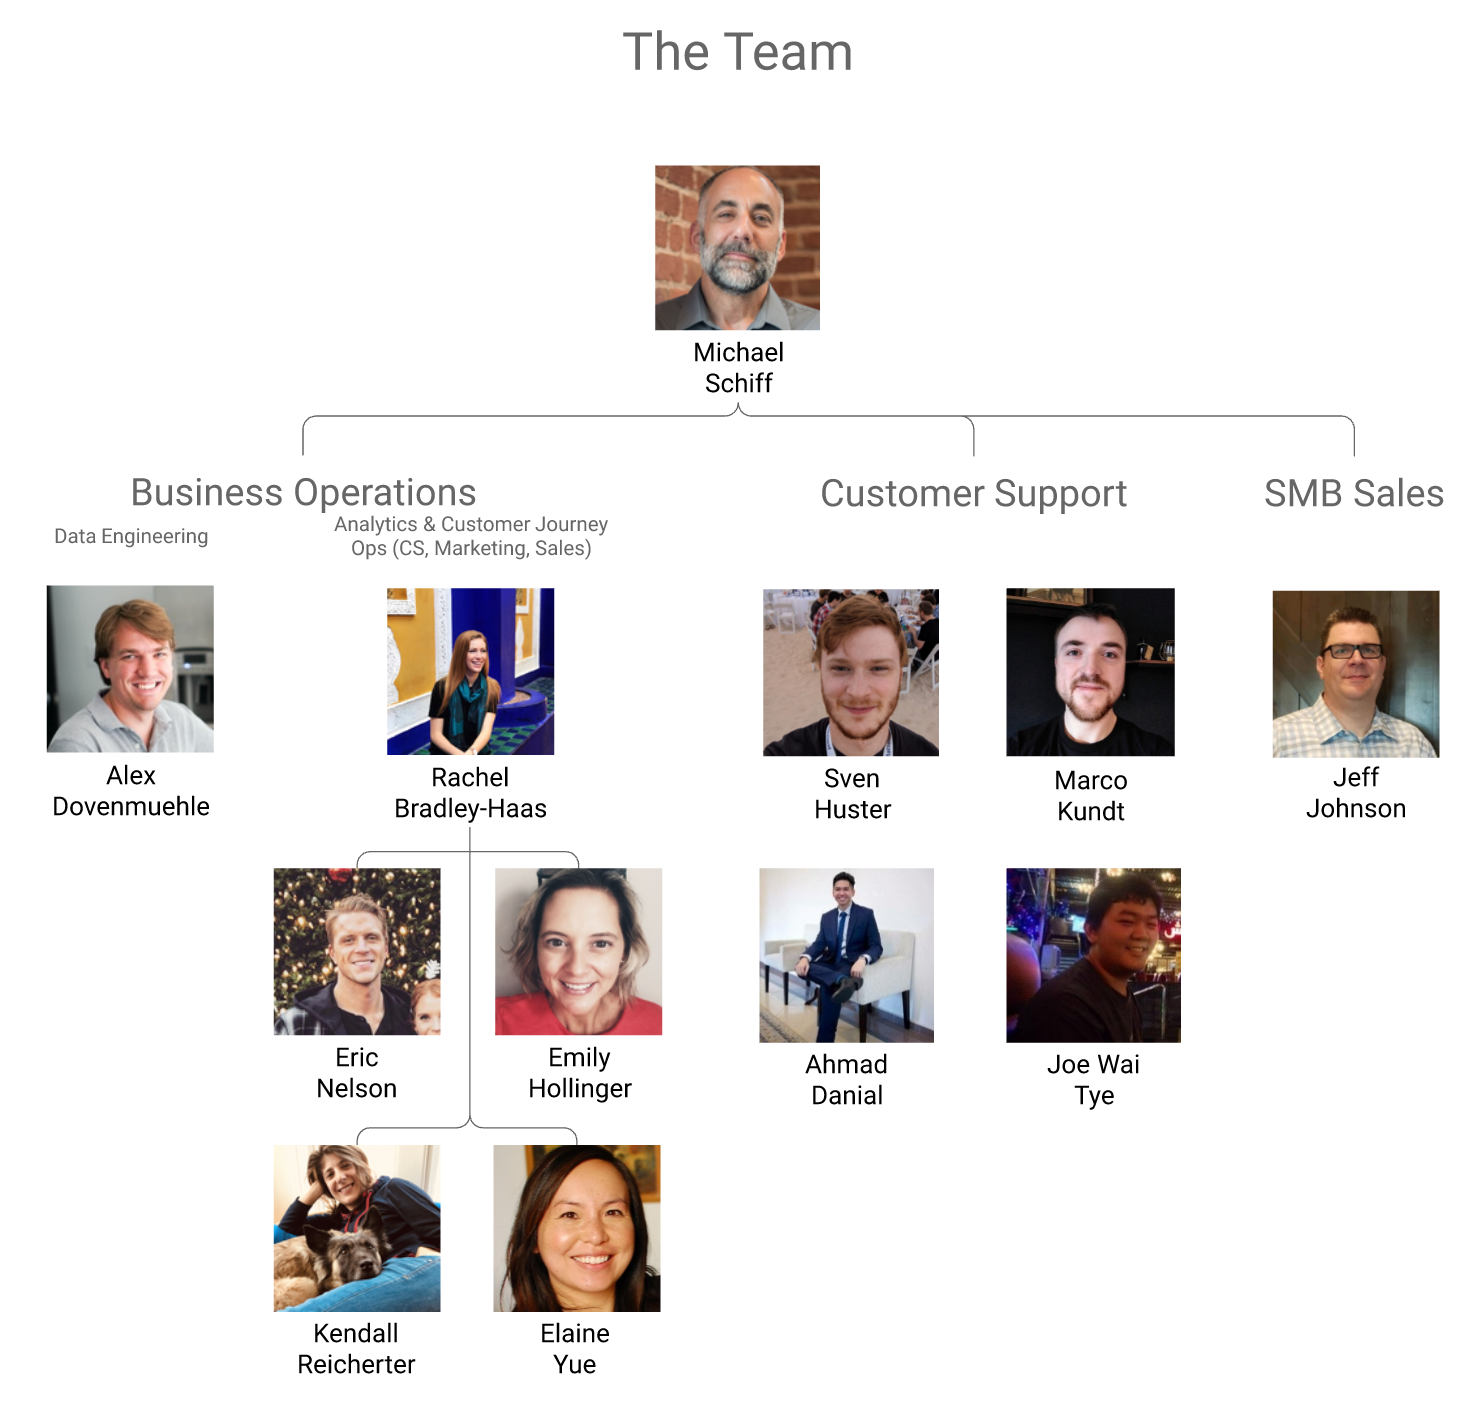 The Team
Michael
Schiff
Business Operations
Customer Support
SMB Sales
Data Engineering
Analytics & Customer Journey
Ops (CS, Marketing, Sales)
Alex
Dovenmuehle
Rachel
Bradley-Haas
Sven
Huster
Marco
Kundt
Jeff
Johnson
Eric
Nelson
Emily
Hollinger
Ahmad
Danial
Joe Wai
Tye
Kendall
Reicherter
Elaine
Yue